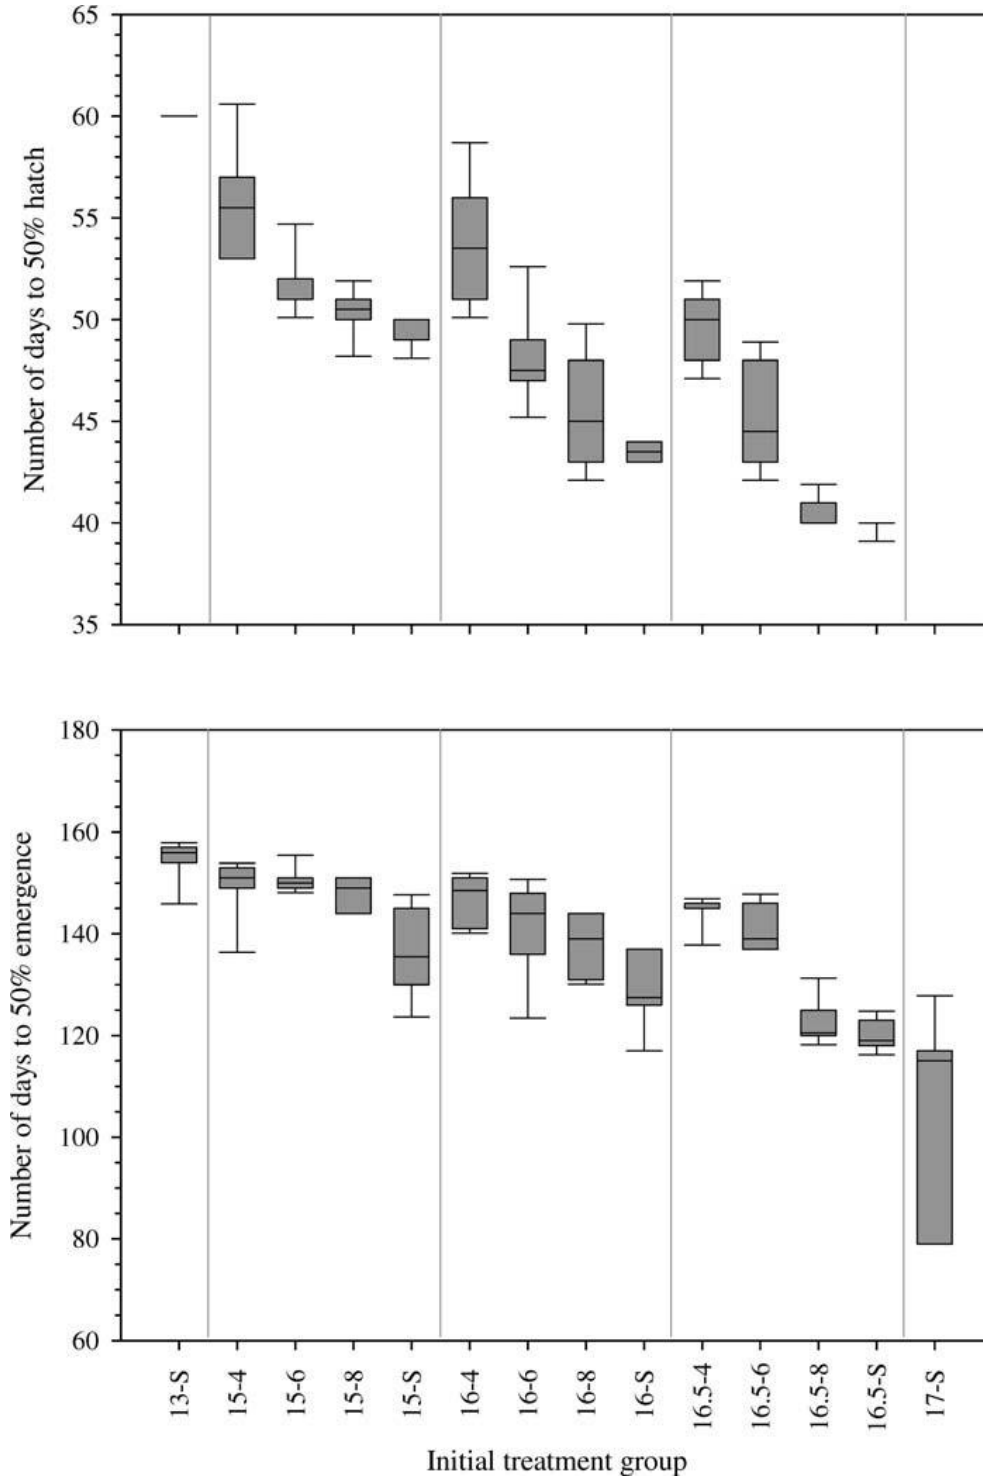 Number of days to 50% hatch
65
60
55
50
45
40
35
Number of days to 50% emergence
180
160
140
120
100
80
60
13-S
15-4
15-6
15-8
15-S
16-4
16-6
16-8
16-S
16.5-4
16.5-6
16.5-8
16.5-S
17-S
Initial treatment group